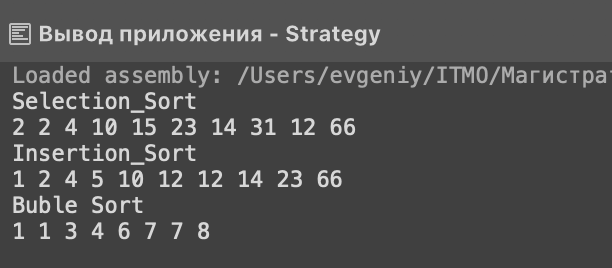 Вывод приложения - Strategy
Loaded assembly: /Users/evgeniy/ITMO/Магистрат
Selection_Sort
2 2 4 10 15 23 14 31 12 66
Insertion_Sort
1 2 4 5 10 12 12 14 23 66
Buble Sort
1 1 3 4 6 7 7 8